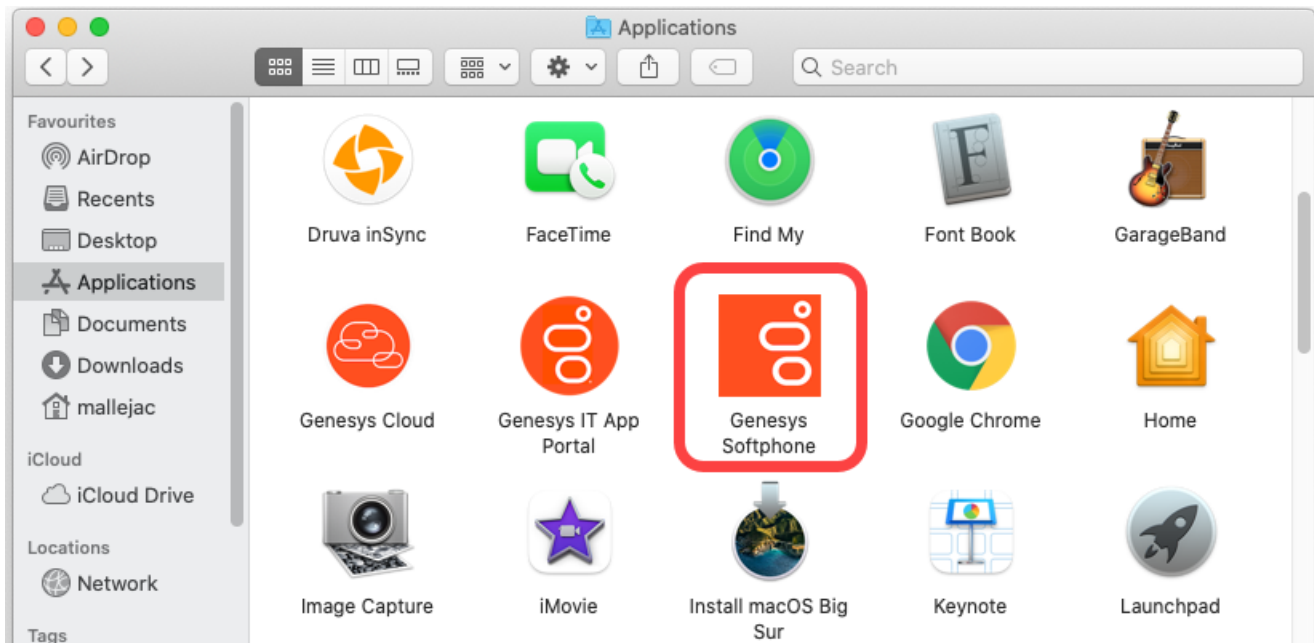 Applications
Search
Favourites
AirDrop
Recents
Desktop
Applications
Documents
Downloads
mallejac
iCloud
iCloud Drive
Locations
Network
Tags
Druva inSync
FaceTime
Find My
Font Book
GarageBand
Genesys Cloud
Genesys IT App
Portal
Genesys
Softphone
Google Chrome
Home
Image Capture
iMovie
Install macOS Big
Sur
Keynote
Launchpad